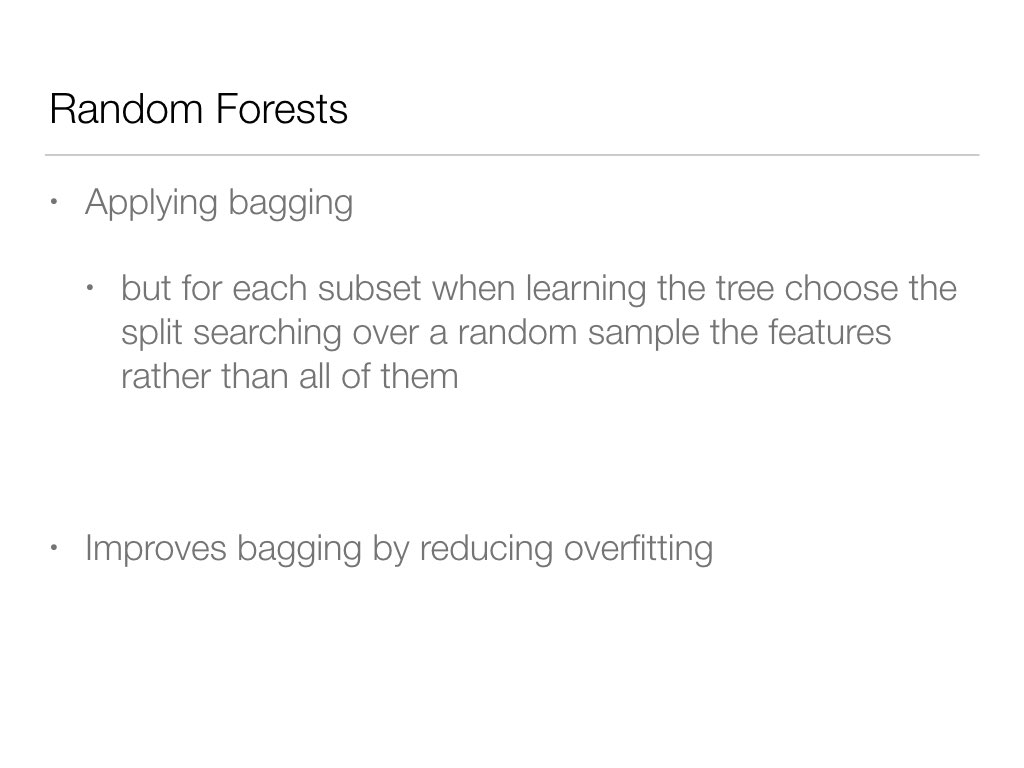 Random Forests
• Applying bagging
• but for each subset when learning the tree choose the
split searching over a random sample the features
rather than all of them
• Improves bagging by reducing overfitting